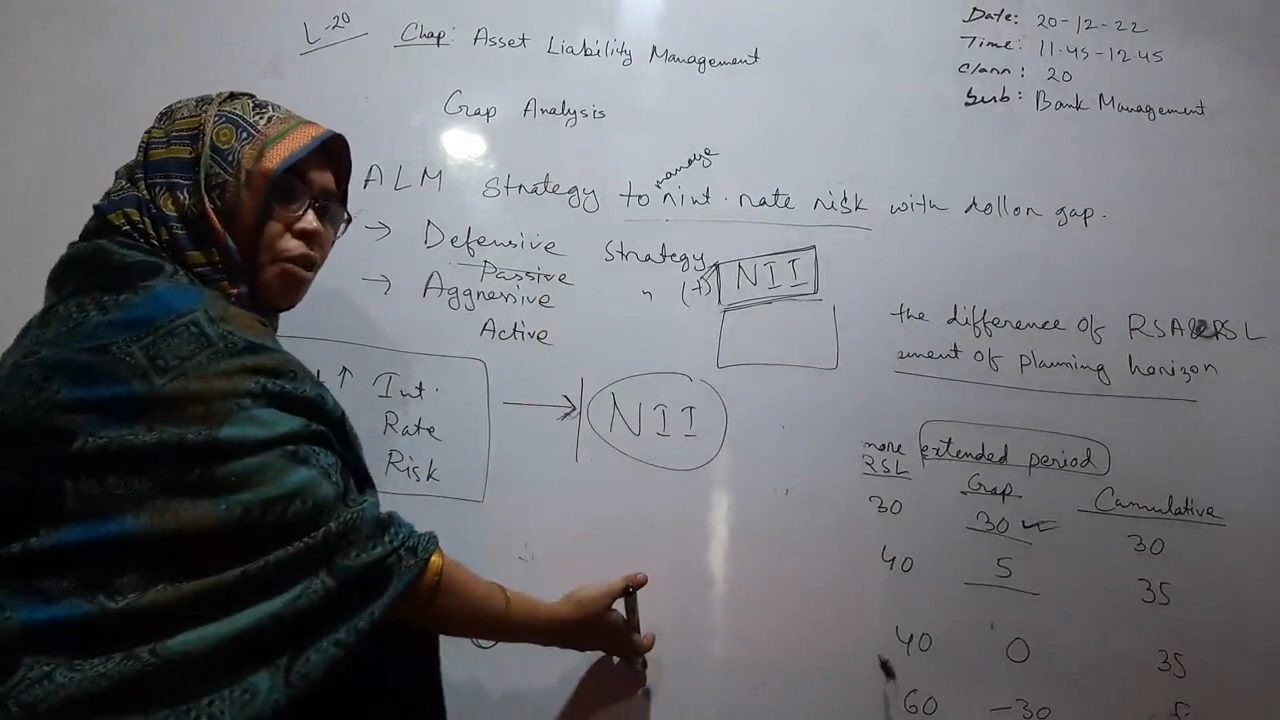 L-20
Chap: Asset Liability Management
Date: 20-12-22
Time: 11.45-12.45
Class: 20
Sub: Bank Management
Gap Analysis
ALM strategy to manage int. rate risk with dollar gap.
→ Defensive Strategy
Passive
→ Aggressive " (+) NII
Active
the difference of RSA & RSL
ement of planning horizon
↑ Int.
Rate
Risk
→ NII
extended period
more RSL Gap Cumulative
30 30 ✓ 30
40 5 35
40 0 35
60 -30